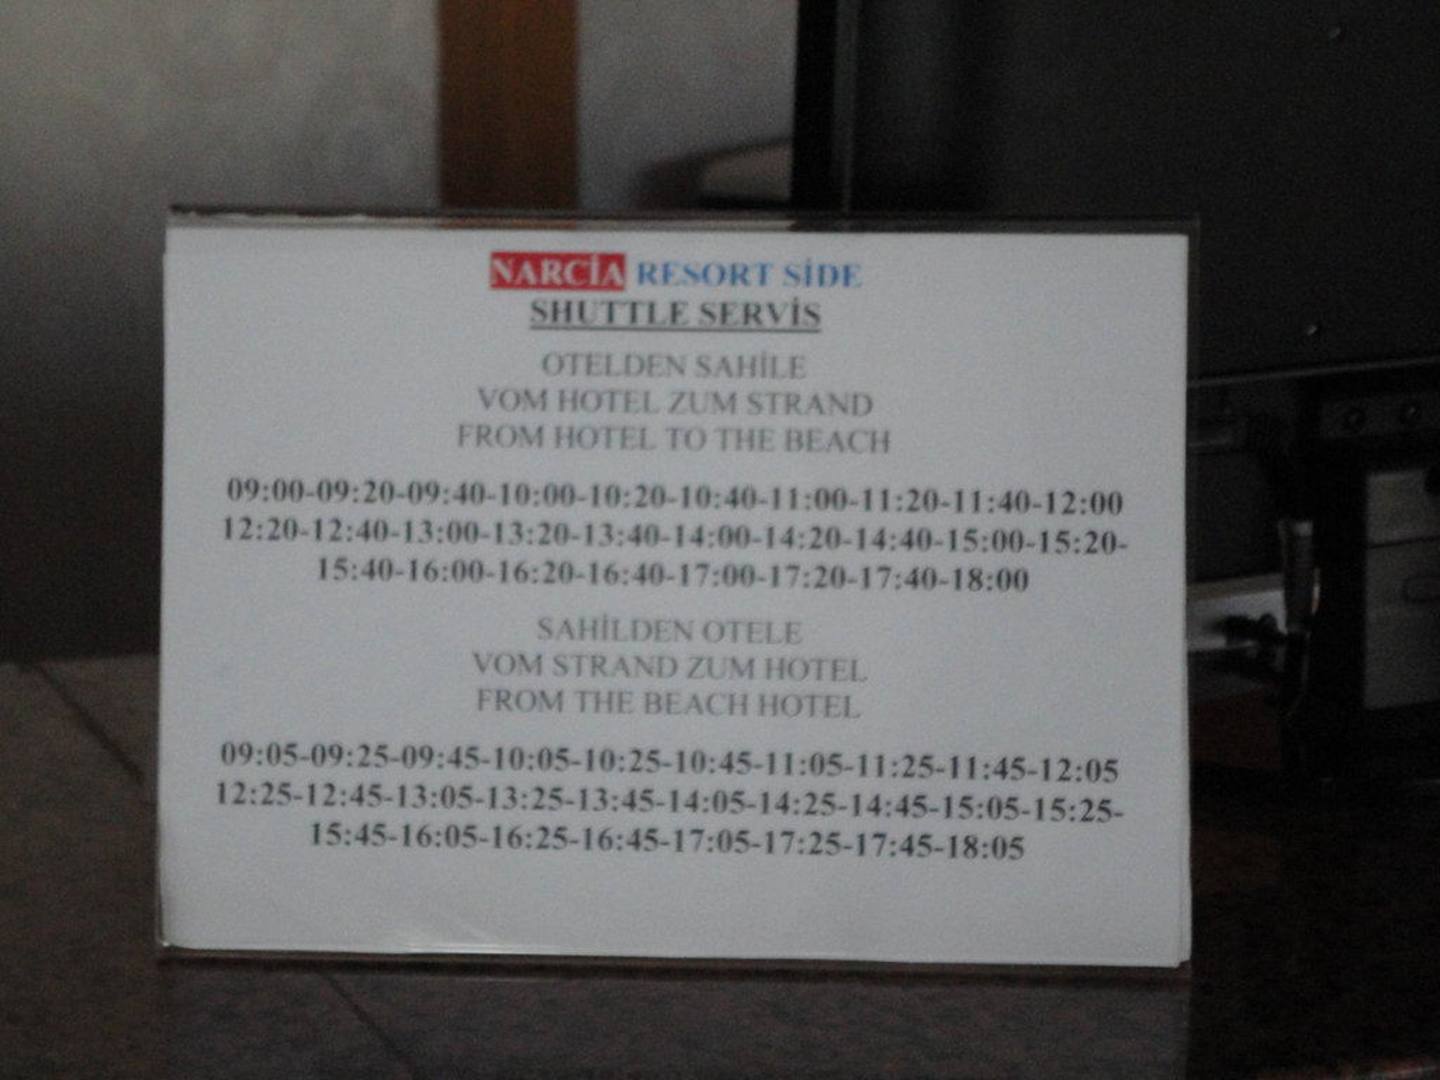 NARCİA RESORT SİDE
SHUTTLE SERVİS
OTELDEN SAHİLE
VOM HOTEL ZUM STRAND
FROM HOTEL TO THE BEACH
09:00-09:20-09:40-10:00-10:20-10:40-11:00-11:20-11:40-12:00
12:20-12:40-13:00-13:20-13:40-14:00-14:20-14:40-15:00-15:20-
15:40-16:00-16:20-16:40-17:00-17:20-17:40-18:00
SAHİLDEN OTELE
VOM STRAND ZUM HOTEL
FROM THE BEACH HOTEL
09:05-09:25-09:45-10:05-10:25-10:45-11:05-11:25-11:45-12:05
12:25-12:45-13:05-13:25-13:45-14:05-14:25-14:45-15:05-15:25-
15:45-16:05-16:25-16:45-17:05-17:25-17:45-18:05